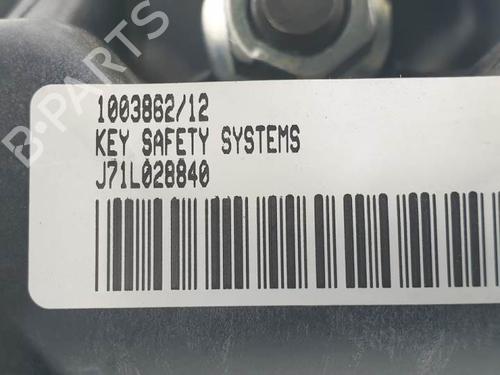 B-PARTS
1003862/12
KEY SAFETY SYSTEMS
J71L028840